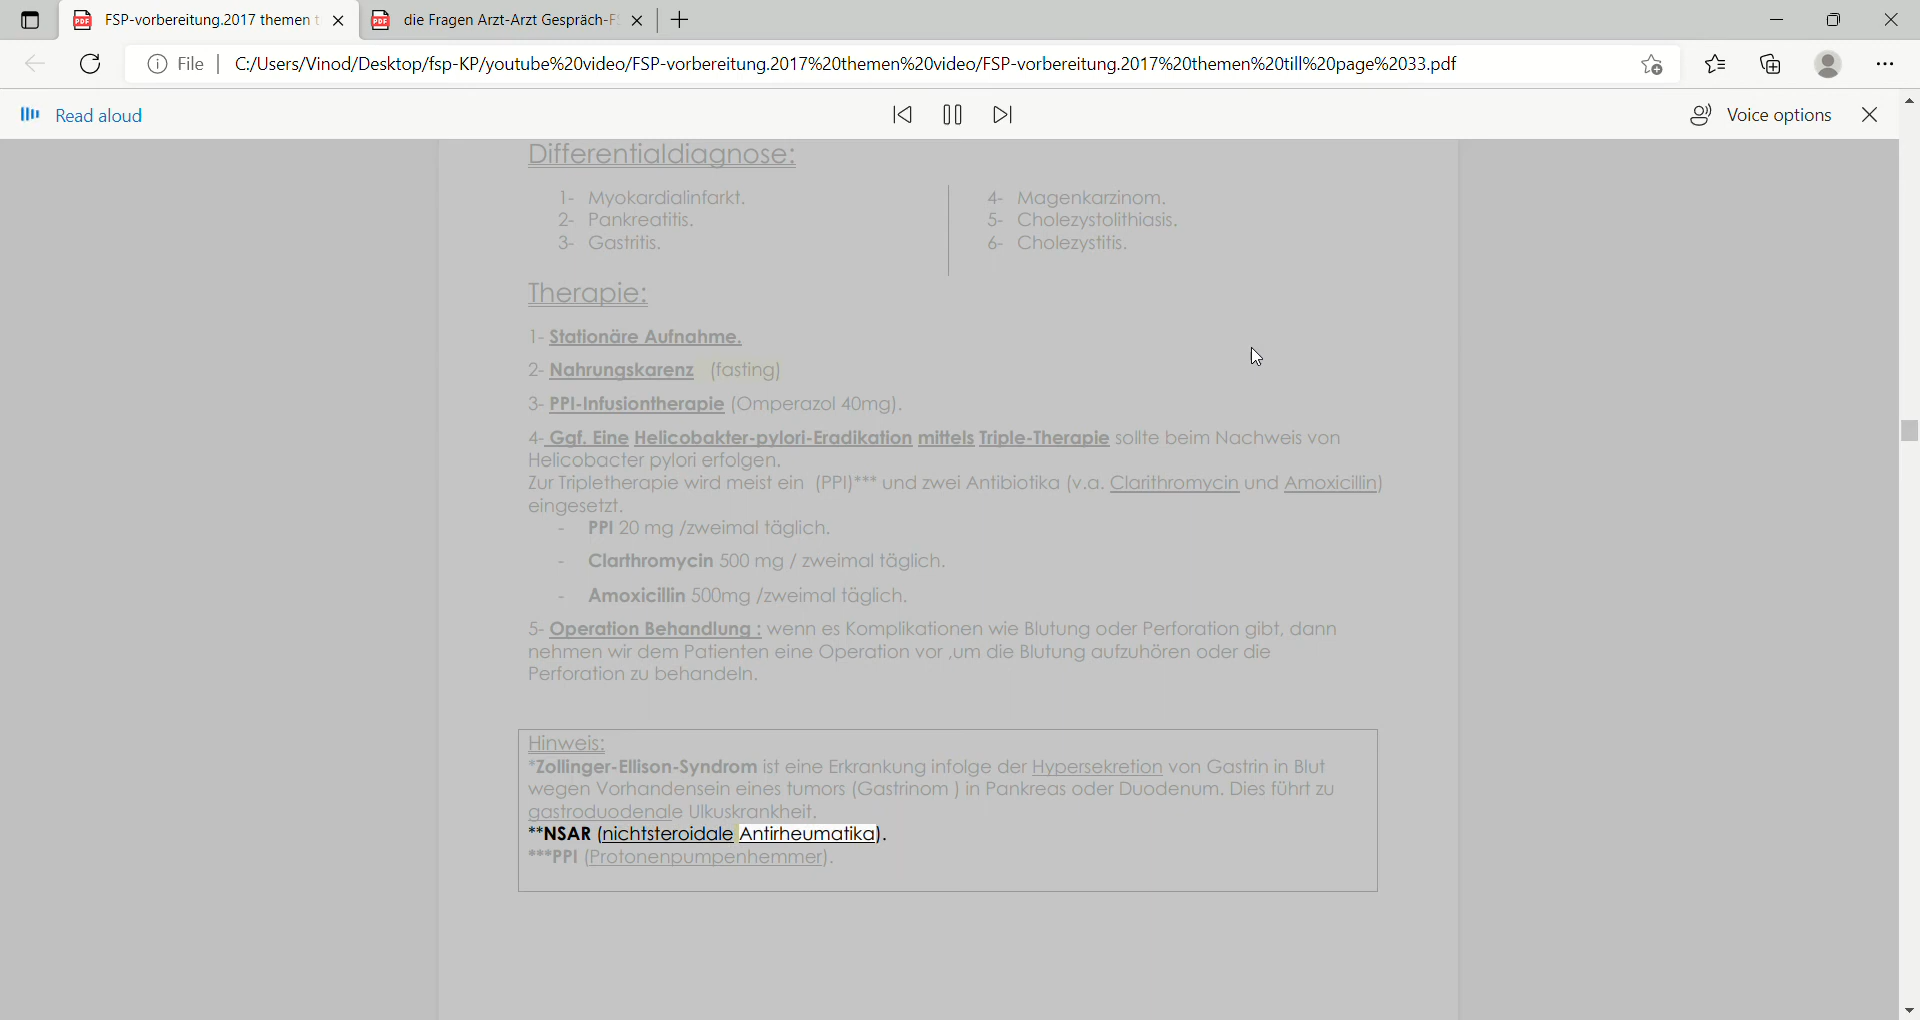 FSP-vorbereitung.2017 themen t
die Fragen Arzt-Arzt Gespräch-F
File
C:/Users/Vinod/Desktop/fsp-KP/youtube%20video/FSP-vorbereitung.2017%20themen%20video/FSP-vorbereitung.2017%20themen%20till%20page%2033.pdf
Read aloud
Voice options
Differentialdiagnose:
1- Myokardialinfarkt.
2- Pankreatitis.
3- Gastritis.
4- Magenkarzinom.
5- Cholezystolithiasis.
6- Cholezystitis.
Therapie:
1- Stationäre Aufnahme.
2- Nahrungskarenz (fasting)
3- PPI-Infusiontherapie (Omperazol 40mg).
4- Ggf. Eine Helicobakter-pylori-Eradikation mittels Triple-Therapie sollte beim Nachweis von
Helicobacter pylori erfolgen.
Zur Tripletherapie wird meist ein (PPI)*** und zwei Antibiotika (v.a. Clarithromycin und Amoxicillin)
eingesetzt.
- PPI 20 mg /zweimal täglich.
- Clarthromycin 500 mg / zweimal täglich.
- Amoxicillin 500mg /zweimal täglich.
5- Operation Behandlung : wenn es Komplikationen wie Blutung oder Perforation gibt, dann
nehmen wir dem Patienten eine Operation vor ,um die Blutung aufzuhören oder die
Perforation zu behandeln.
Hinweis:
*Zollinger-Ellison-Syndrom ist eine Erkrankung infolge der Hypersekretion von Gastrin in Blut
wegen Vorhandensein eines tumors (Gastrinom ) in Pankreas oder Duodenum. Dies führt zu
gastroduodenale Ulkuskrankheit.
**NSAR (nichtsteroidale Antirheumatika).
***PPI (Protonenpumpenhemmer).